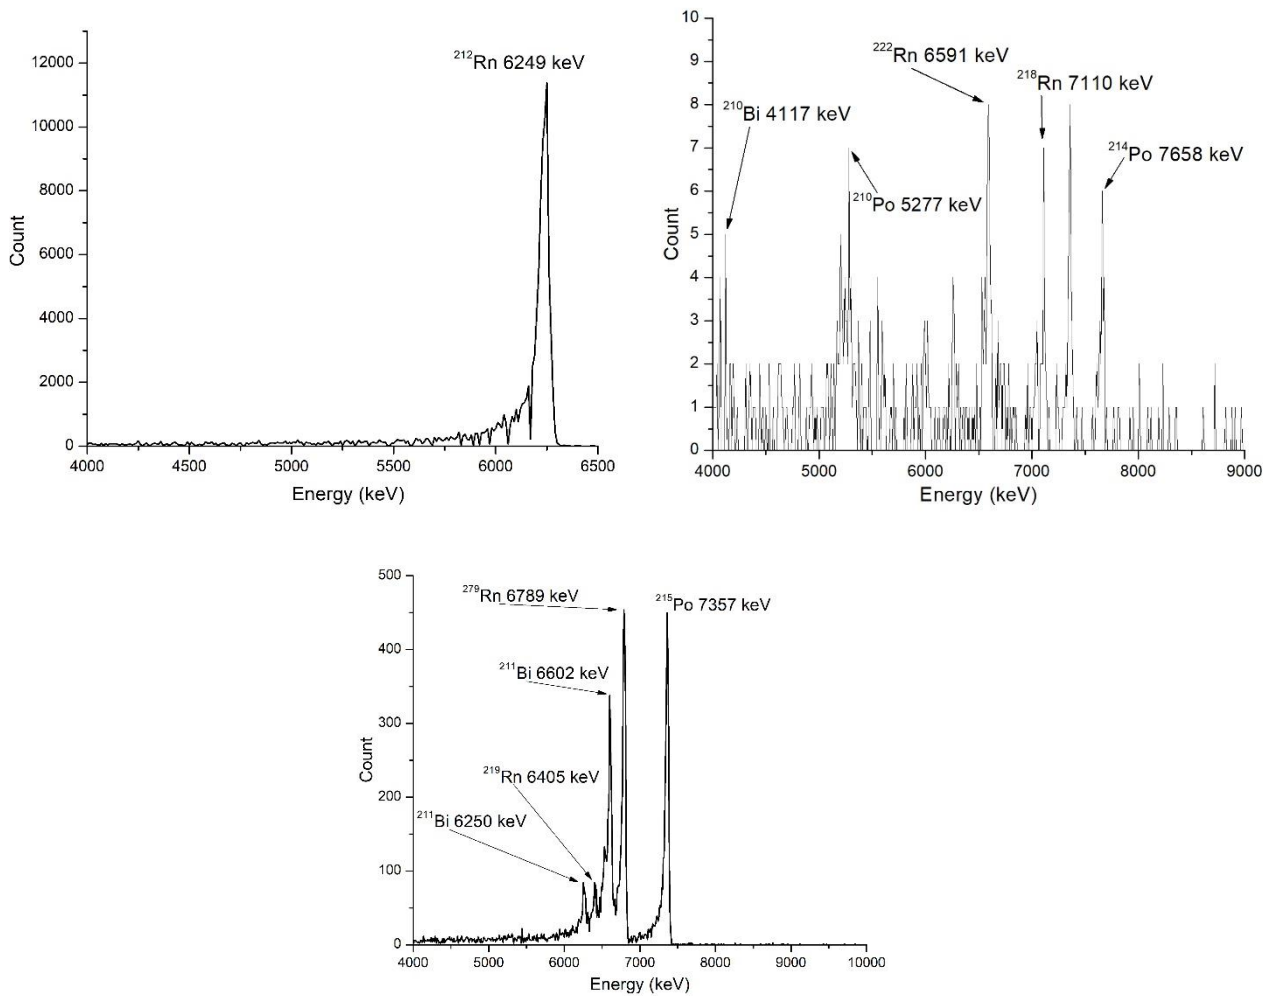 ²¹²Rn 6249 keV
12000
10000
8000
6000
4000
2000
0
Count
4000 4500 5000 5500 6000 6500
Energy (keV)
10
9
8
7
6
5
4
3
2
1
0
Count
²²²Rn 6591 keV
²¹⁸Rn 7110 keV
²¹⁰Bi 4117 keV
²¹⁴Po 7658 keV
²¹⁰Po 5277 keV
4000 5000 6000 7000 8000 9000
Energy (keV)
500
400
300
200
100
0
Count
²⁷⁹Rn 6789 keV
²¹⁵Po 7357 keV
²¹¹Bi 6602 keV
²¹⁹Rn 6405 keV
²¹¹Bi 6250 keV
4000 5000 6000 7000 8000 9000 10000
Energy (keV)